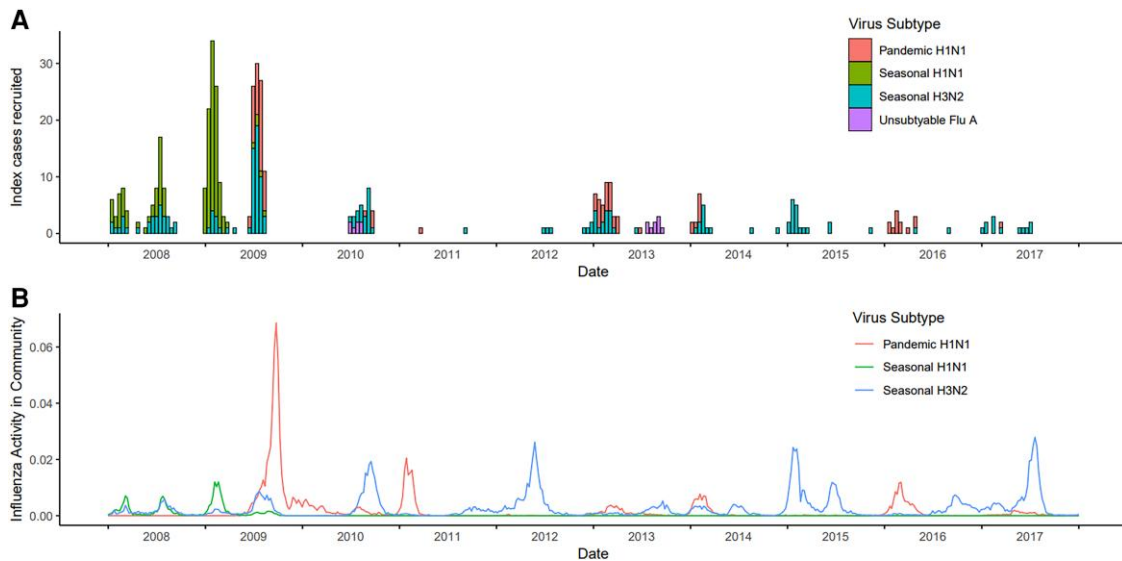 A
Virus Subtype
Pandemic H1N1
Seasonal H1N1
Seasonal H3N2
Unsubtyable Flu A
Index cases recruited
30
20
10
0
2008 2009 2010 2011 2012 2013 2014 2015 2016 2017
Date
B
Virus Subtype
Pandemic H1N1
Seasonal H1N1
Seasonal H3N2
Influenza Activity in Community
0.06
0.04
0.02
0.00
2008 2009 2010 2011 2012 2013 2014 2015 2016 2017
Date